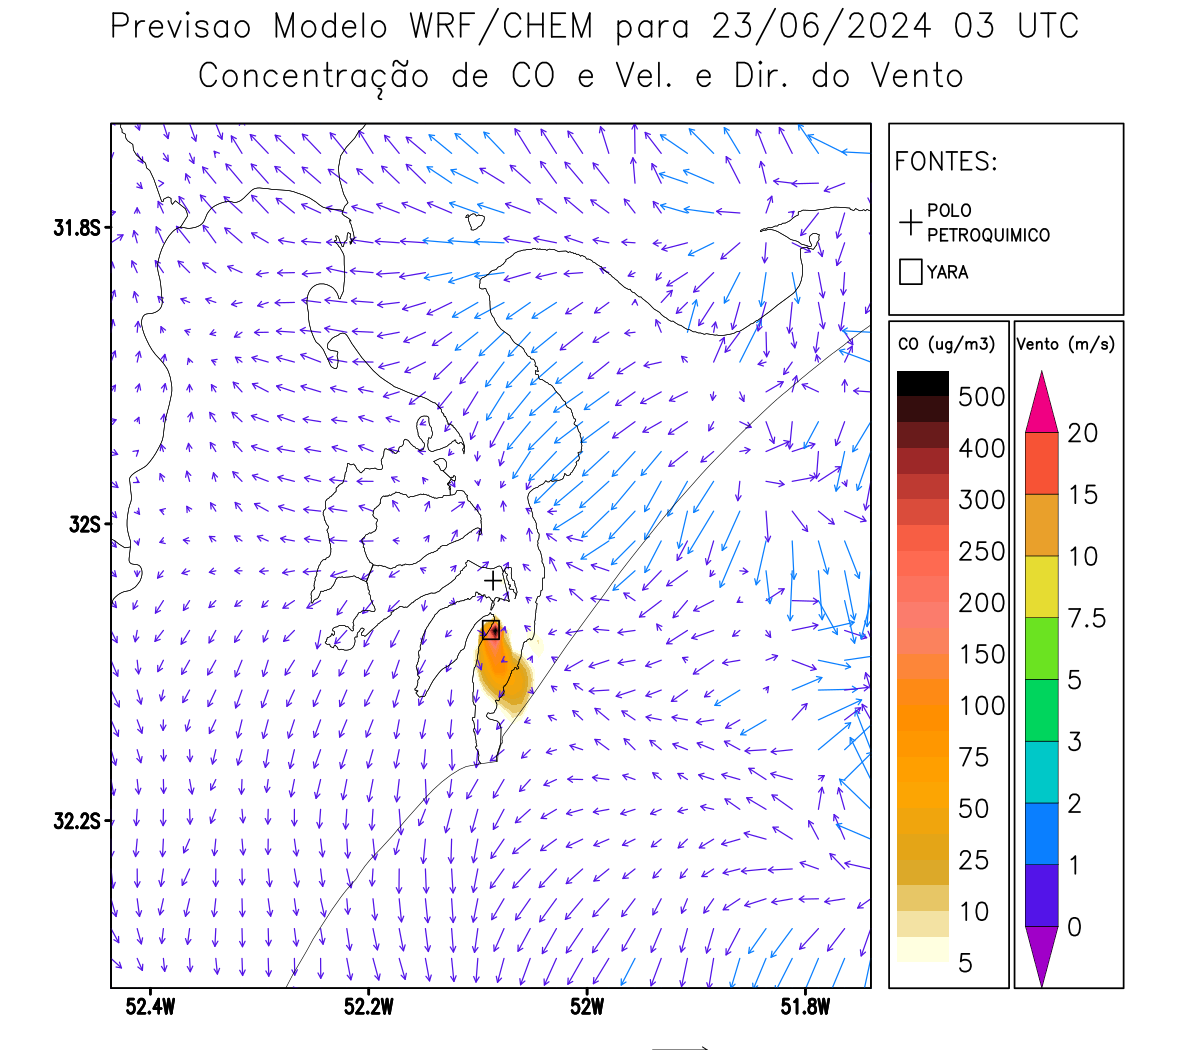 Previsao Modelo WRF/CHEM para 23/06/2024 03 UTC
Concentração de CO e Vel. e Dir. do Vento
FONTES:
POLO
PETROQUIMICO
YARA
CO (ug/m3)
500
400
300
250
200
150
100
75
50
25
10
5
Vento (m/s)
20
15
10
7.5
5
3
2
1
0
31.8S
32S
32.2S
52.4W
52.2W
52W
51.8W